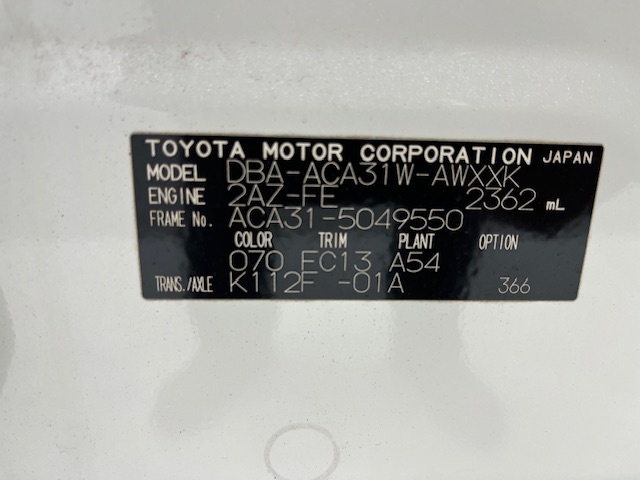 TOYOTA MOTOR CORPORATION JAPAN
MODEL DBA-ACA31W-AWXXK
ENGINE 2AZ-FE 2362 mL
FRAME No. ACA31-5049550
COLOR TRIM PLANT OPTION
070 FC13 A54
TRANS./AXLE K112F -01A 366